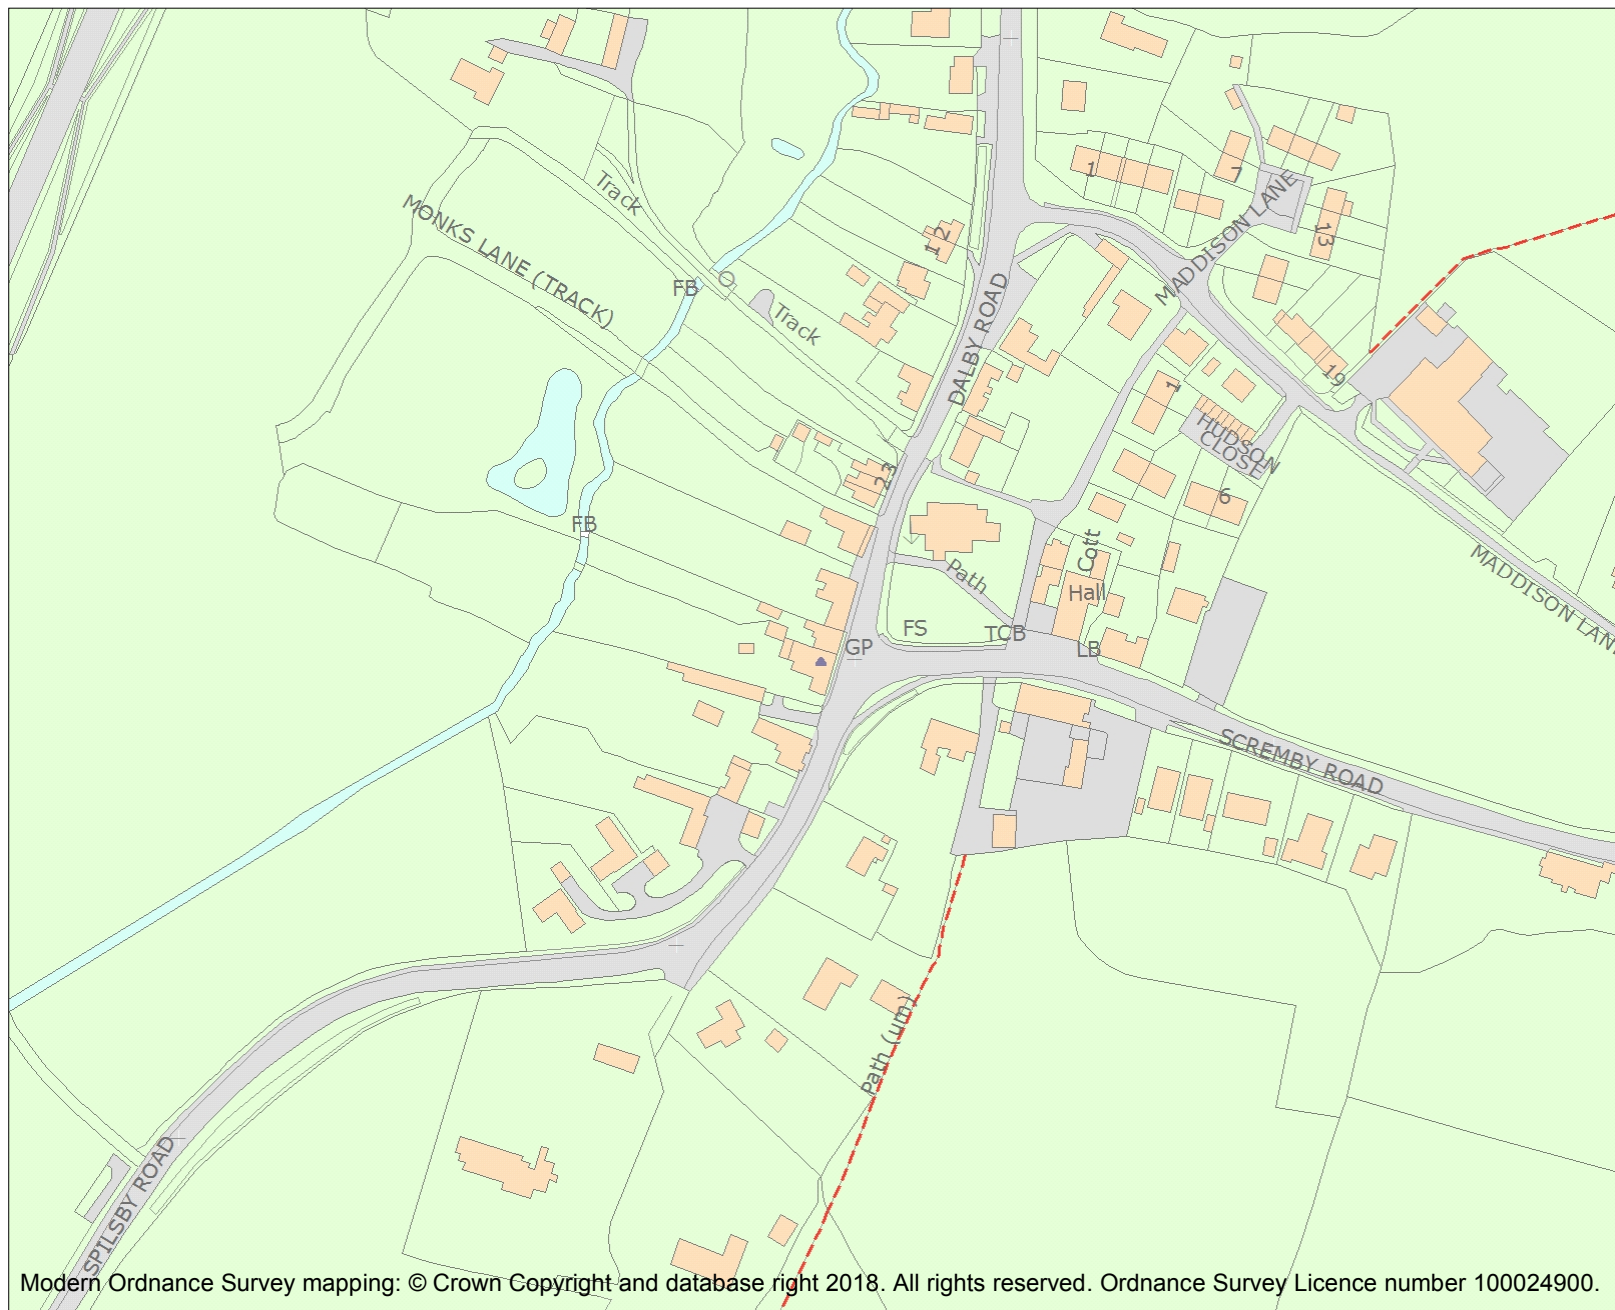 Track
1
7
MONKS LANE (TRACK)
MADDISON LANE
1 2
13
FB
Track
DALBY ROAD
19
1
HUDSON
CLOSE
2 3
6
FB
Cott
Path
Hall
MADDISON LANE
FS
TCB
GP
LB
SCREMBY ROAD
Path (um)
SPILSBY ROAD
Modern Ordnance Survey mapping: © Crown Copyright and database right 2018. All rights reserved. Ordnance Survey Licence number 100024900.